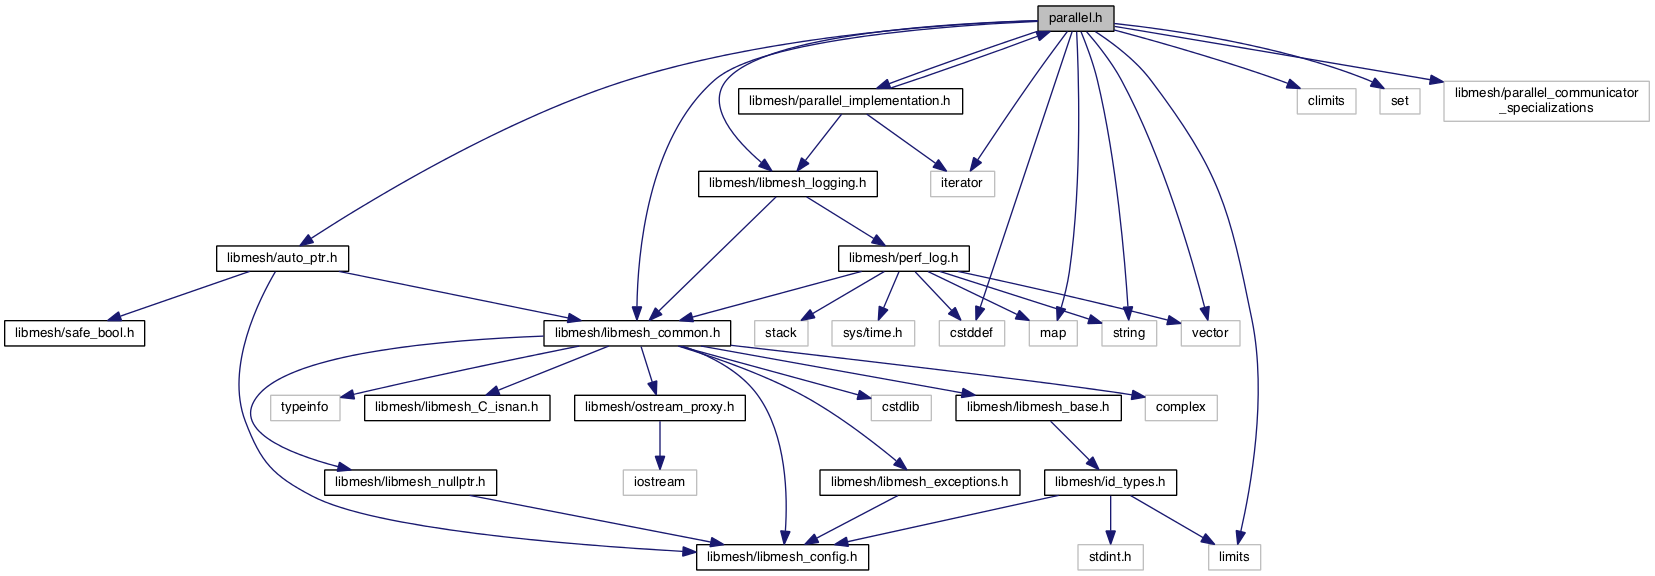 parallel.h
libmesh/parallel_implementation.h
climits
set
libmesh/parallel_communicator
_specializations
libmesh/libmesh_logging.h
iterator
libmesh/auto_ptr.h
libmesh/perf_log.h
libmesh/safe_bool.h
libmesh/libmesh_common.h
stack
sys/time.h
cstddef
map
string
vector
typeinfo
libmesh/libmesh_C_isnan.h
libmesh/ostream_proxy.h
cstdlib
libmesh/libmesh_base.h
complex
libmesh/libmesh_nullptr.h
iostream
libmesh/libmesh_exceptions.h
libmesh/id_types.h
libmesh/libmesh_config.h
stdint.h
limits